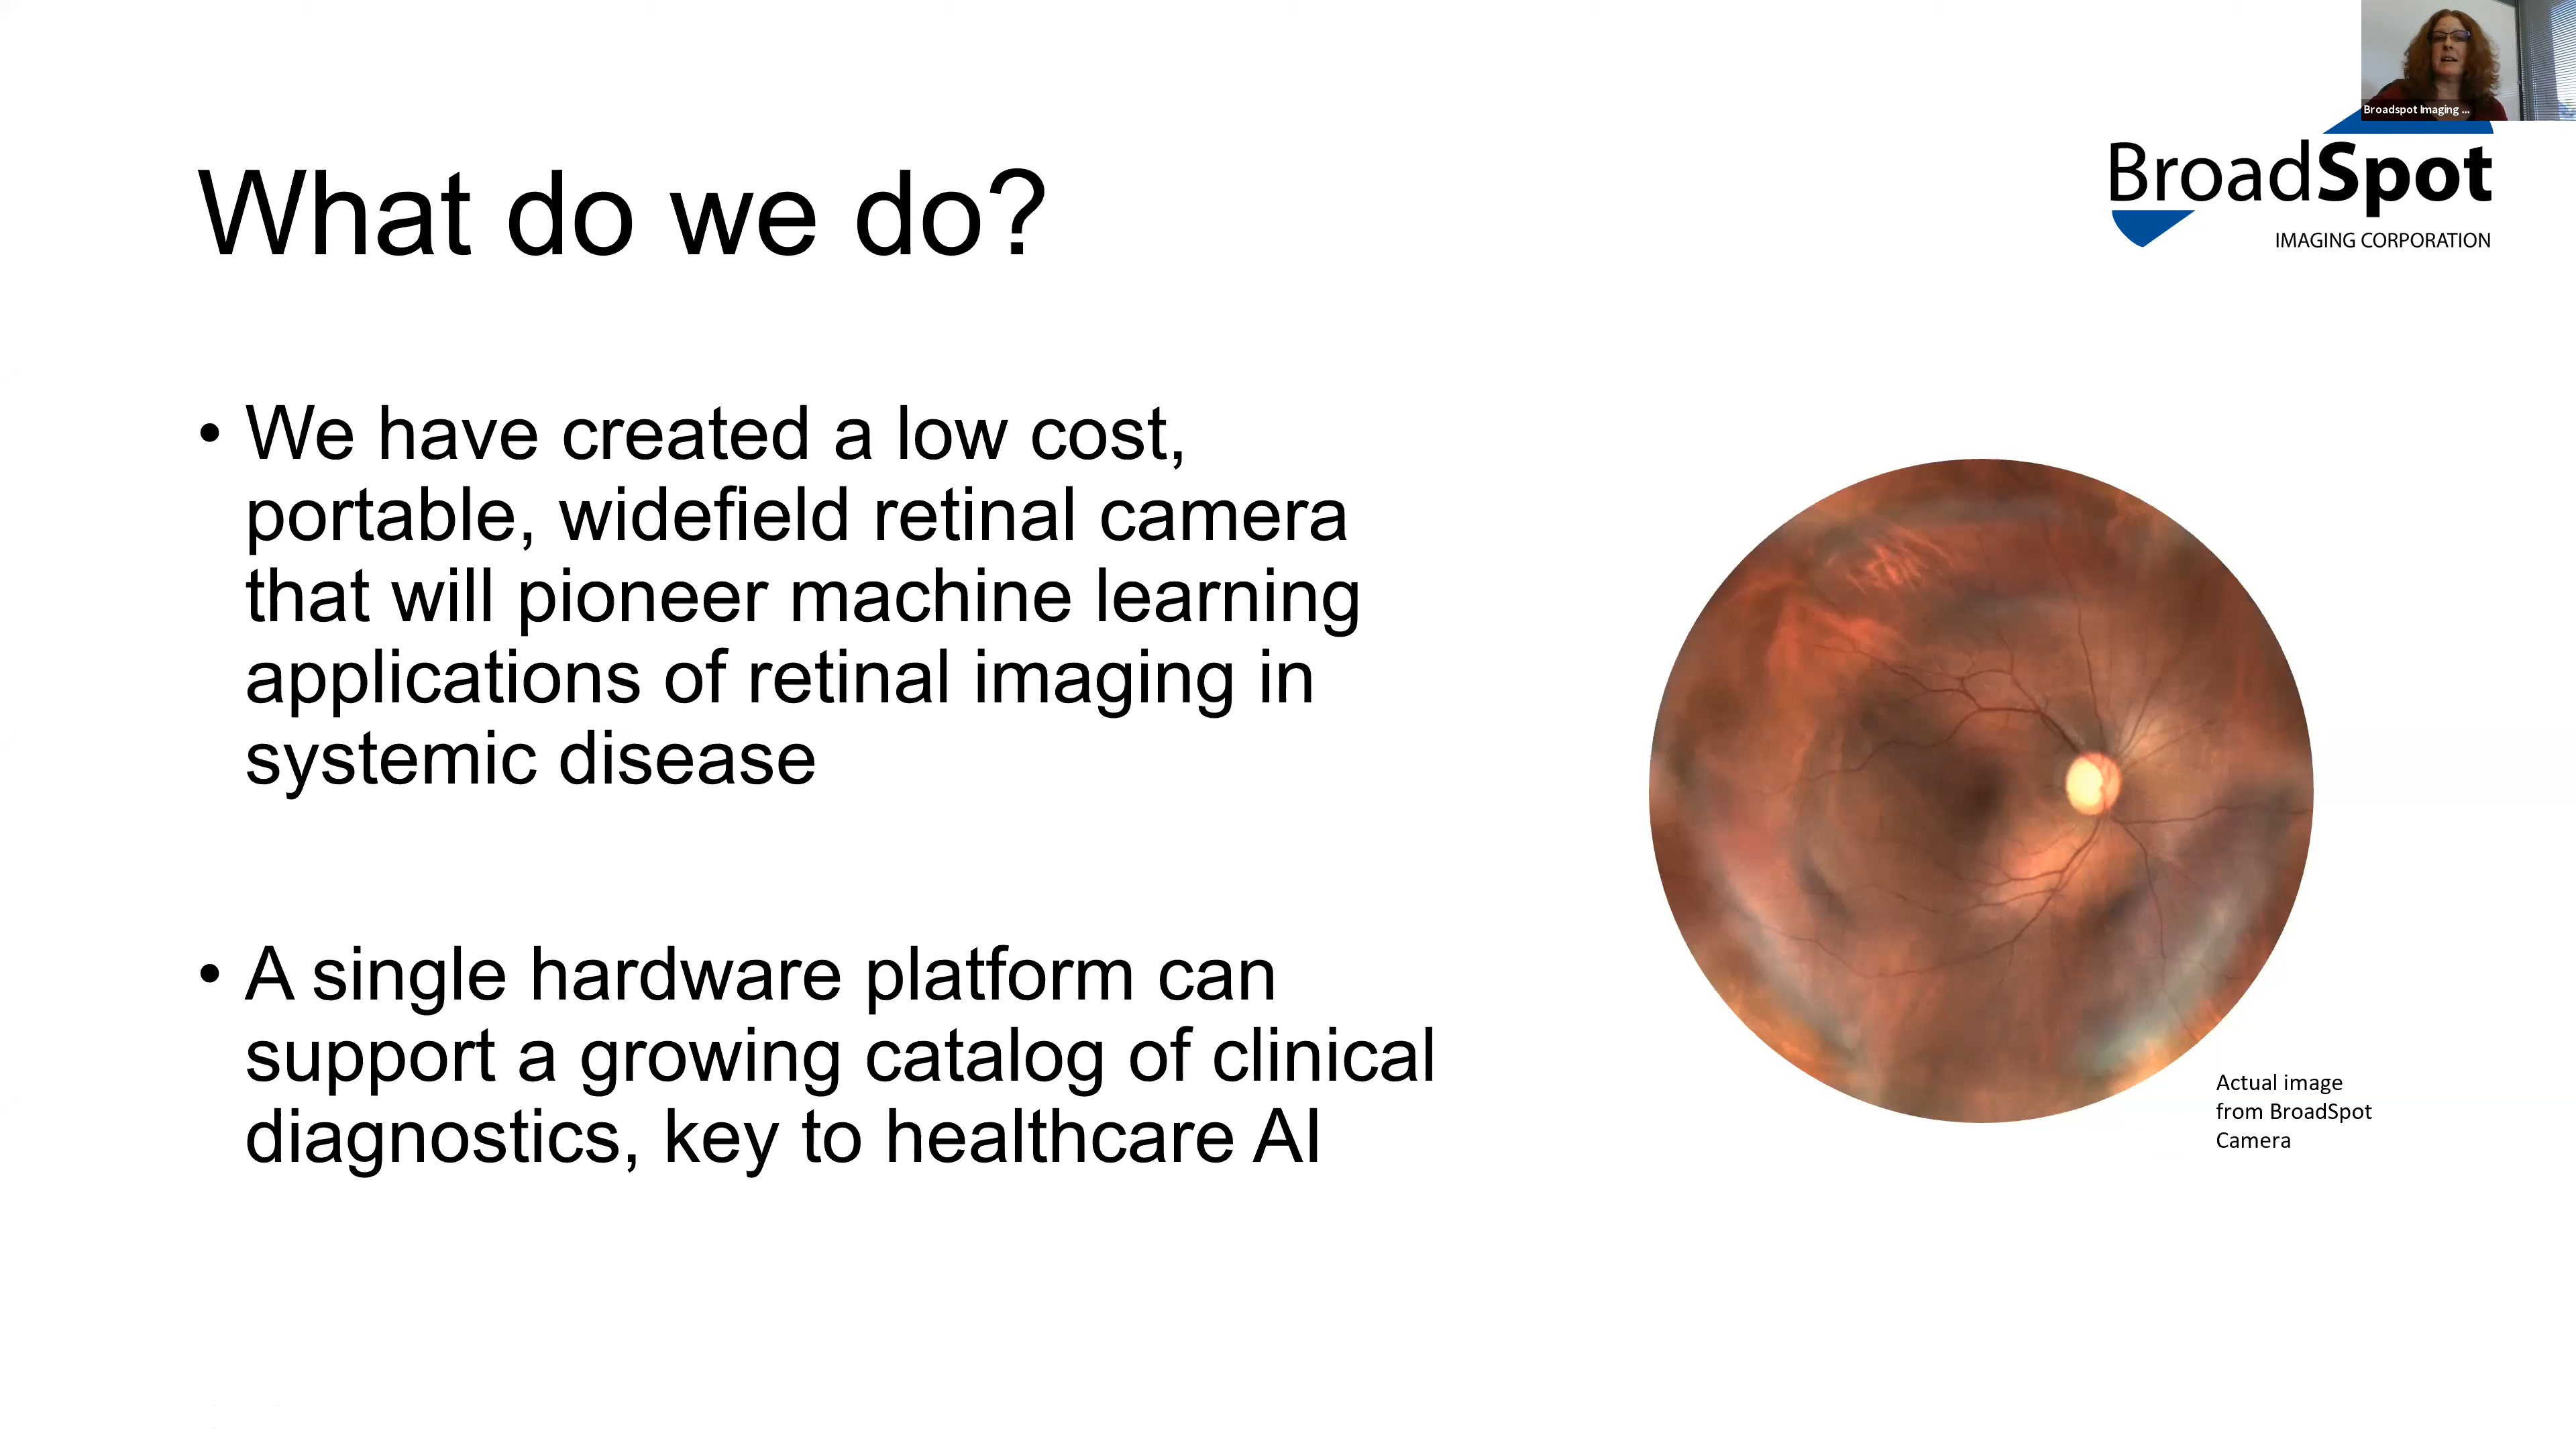 Broadspot Imaging ...
BroadSpot
IMAGING CORPORATION
What do we do?
• We have created a low cost,
portable, widefield retinal camera
that will pioneer machine learning
applications of retinal imaging in
systemic disease
• A single hardware platform can
support a growing catalog of clinical
diagnostics, key to healthcare AI
Actual image
from BroadSpot
Camera